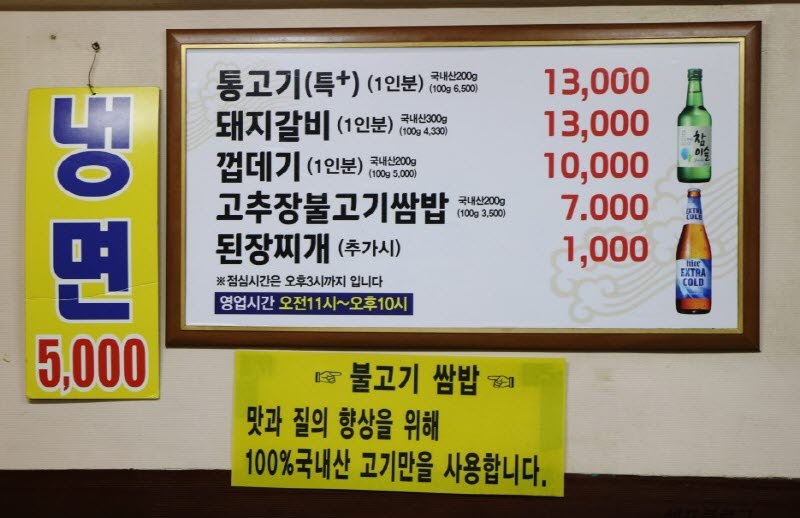 냉면
5,000
통고기(특+) (1인분) 국내산200g (100g 6,500) 13,000
돼지갈비 (1인분) 국내산300g (100g 4,330) 13,000
껍데기 (1인분) 국내산200g (100g 5,000) 10,000
고추장불고기쌈밥 국내산200g (100g 3,500) 7.000
된장찌개 (추가시) 1,000
※점심시간은 오후3시까지 입니다
영업시간 오전11시~오후10시
참
이슬
EXTRA
COLD
hite
EXTRA
COLD
☞ 불고기 쌈밥 ☜
맛과 질의 향상을 위해
100%국내산 고기만을 사용합니다.